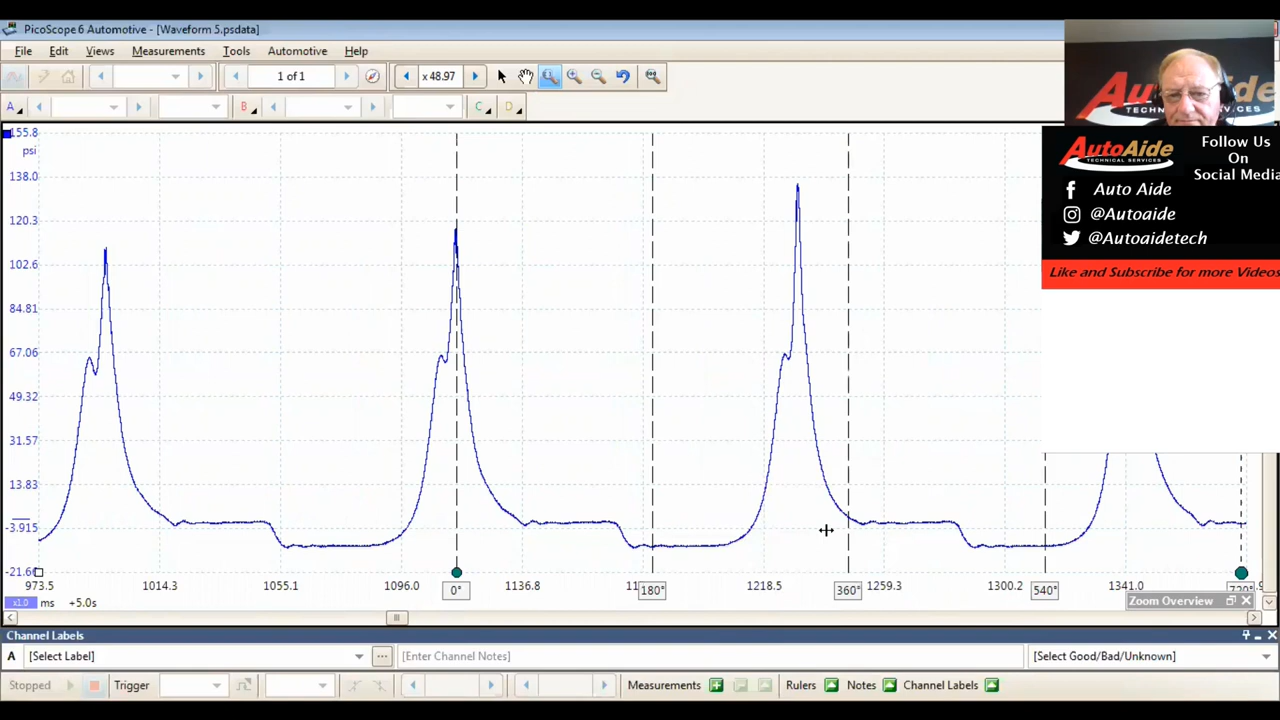 PicoScope 6 Automotive - [Waveform 5.psdata]
File Edit Views Measurements Tools Automotive Help
1 of 1 x 48.97
A B C D
155.8
psi
138.0
120.3
102.6
84.81
67.06
49.32
31.57
13.83
-3.915
-21.66
973.5 1014.3 1055.1 1096.0 1136.8 1218.5 1259.3 1300.2 1341.0
0° 180° 360° 540° 720°
x1.0 ms +5.0s
Zoom Overview
Channel Labels
A [Select Label] ... [Enter Channel Notes] [Select Good/Bad/Unknown]
Stopped Trigger Measurements Rulers Notes Channel Labels
AutoAide
TECHNICAL SERVICES
Follow Us
On
Social Media
Auto Aide
@Autoaide
@Autoaidetech
Like and Subscribe for more Videos